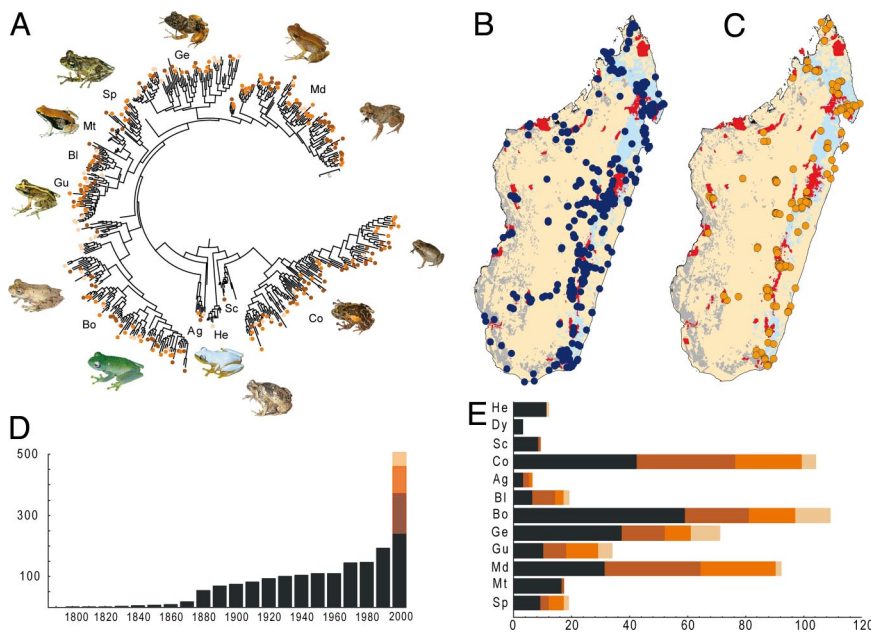 A
B
C
Ge
Md
Sp
Mt
Bl
Gu
Bo
Ag
He
Sc
Co
D
500
300
100
1800 1820 1840 1860 1880 1900 1920 1940 1960 1980 2000
E
He
Dy
Sc
Co
Ag
Bl
Bo
Ge
Gu
Md
Mt
Sp
0 20 40 60 80 100 120